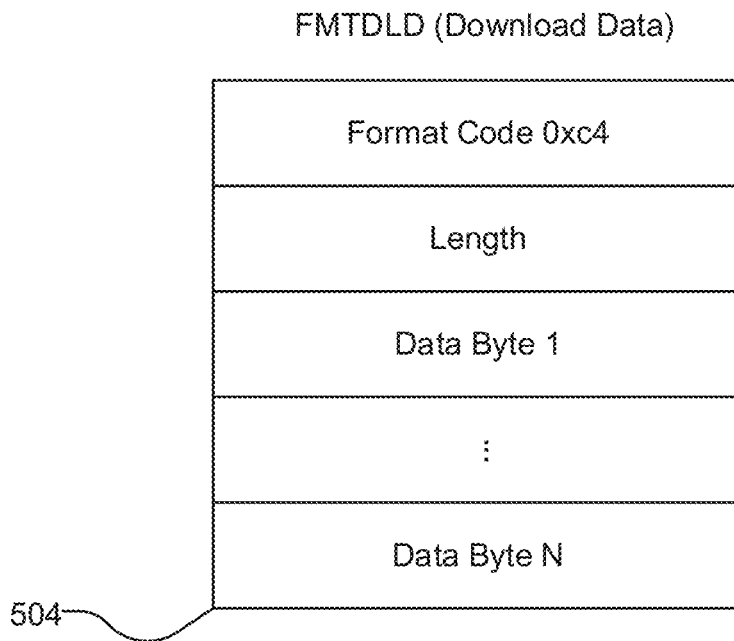 FMTDLD (Download Data)
Format Code 0xc4
Length
Data Byte 1
⋮
Data Byte N
504